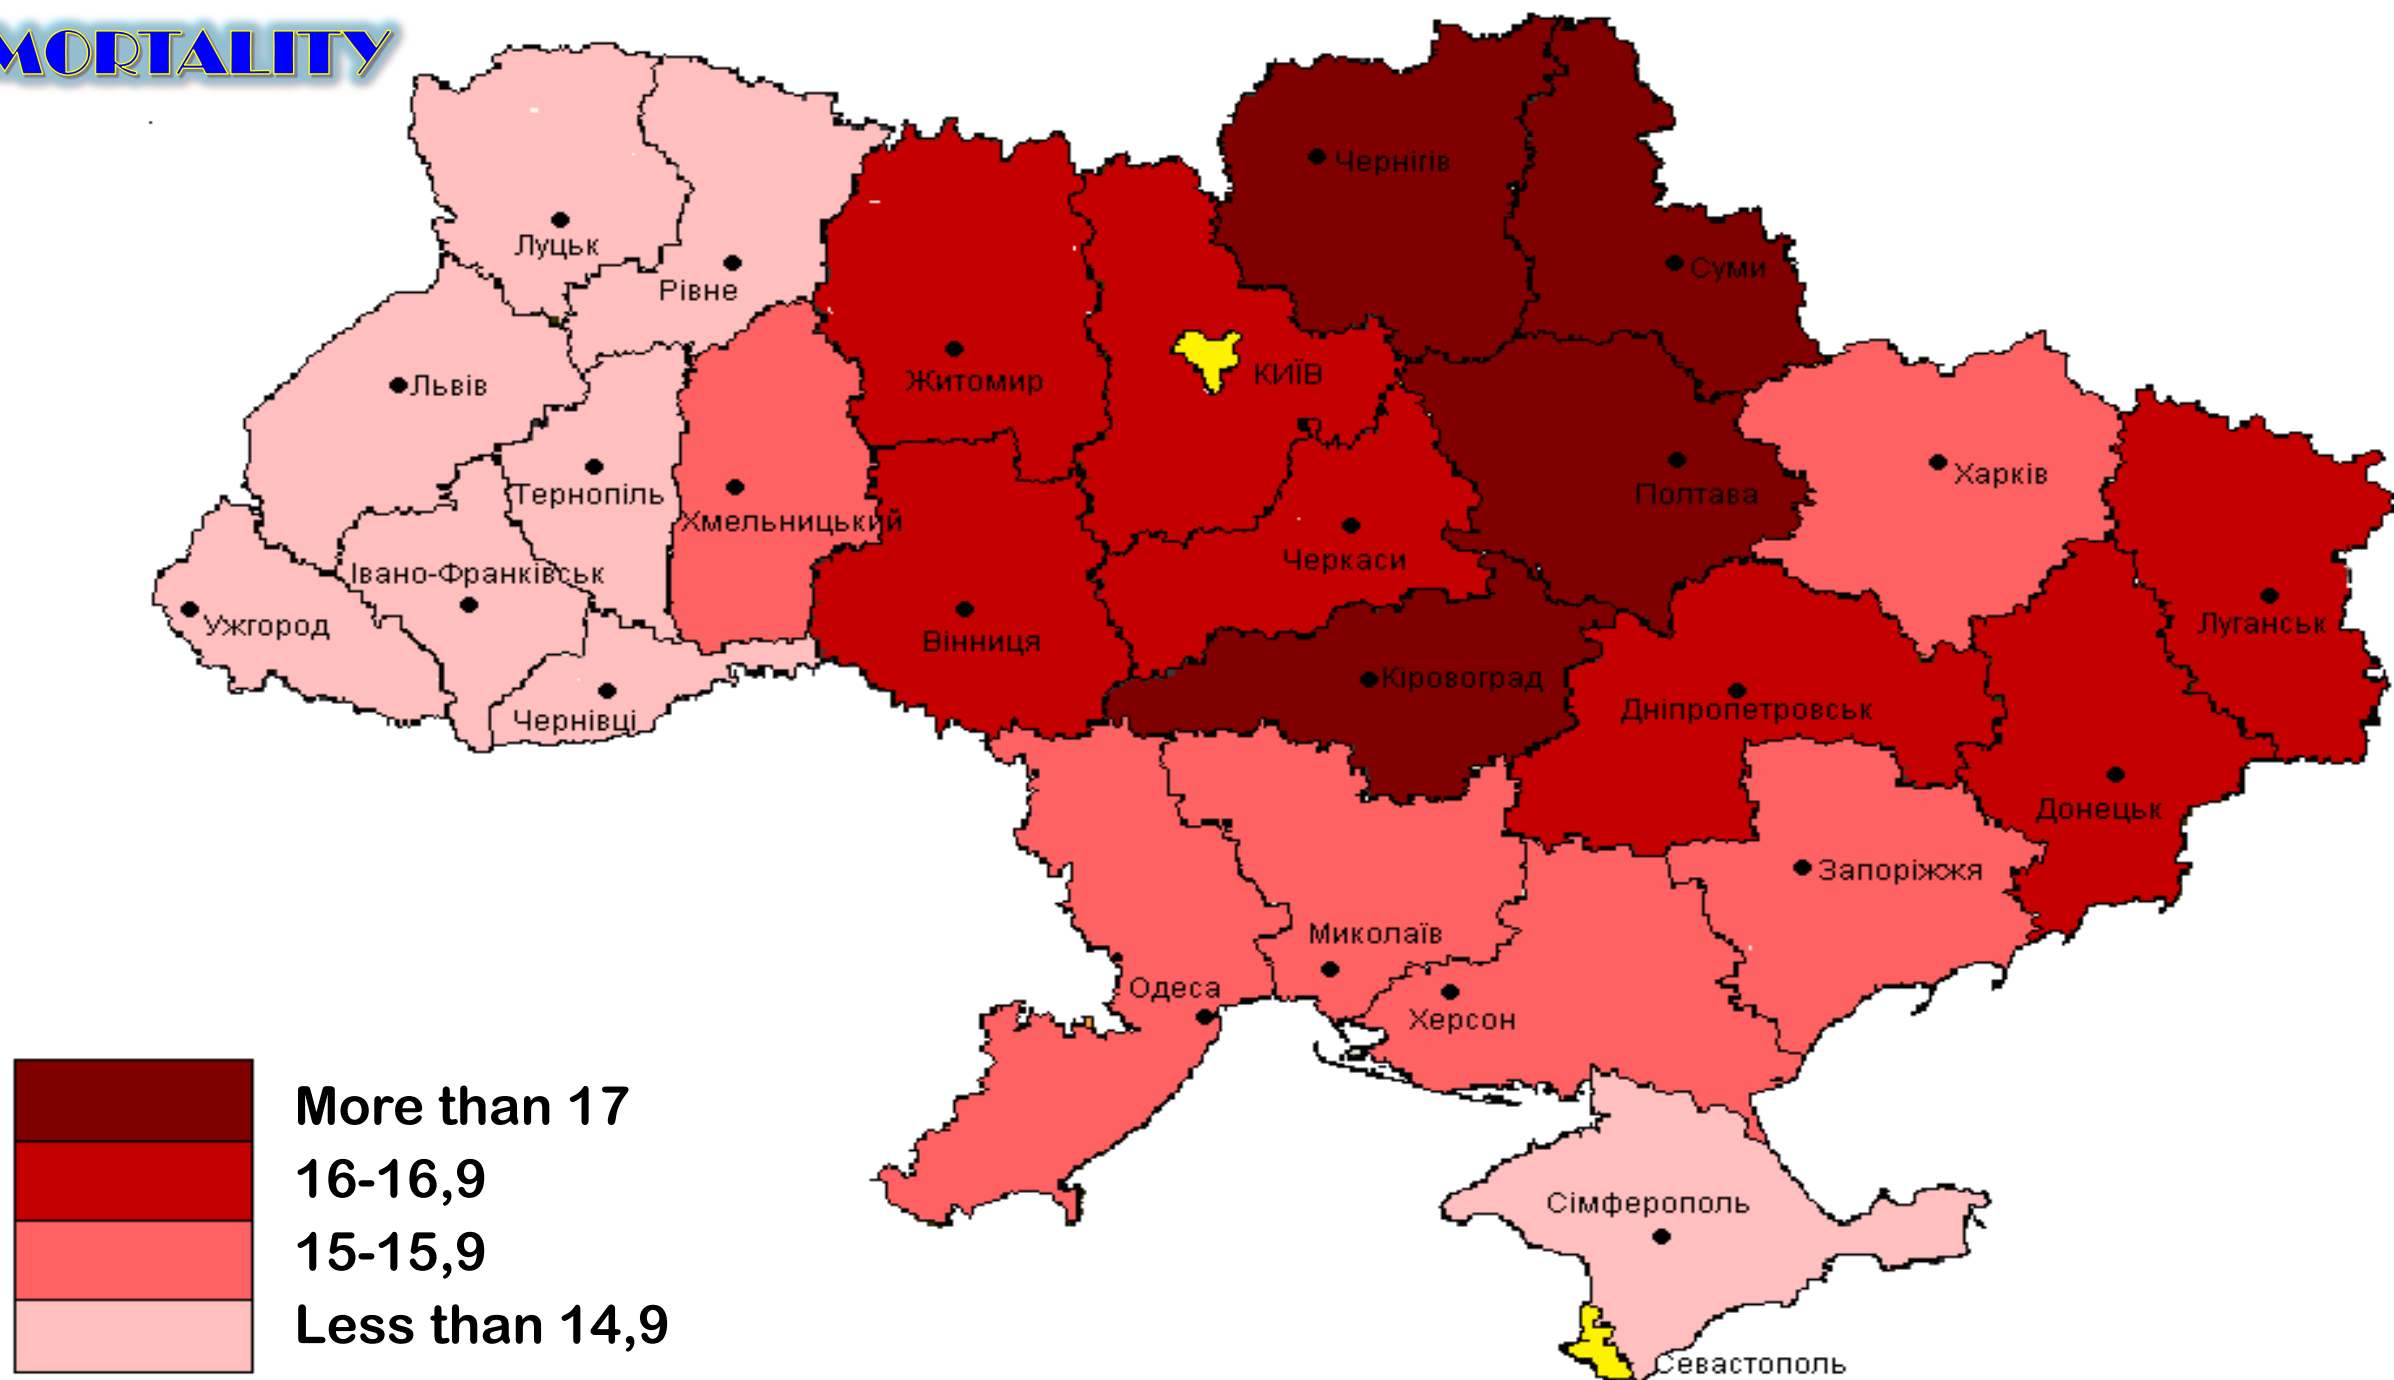 MORTALITY
Чернігів
Луцьк
Суми
Рівне
Житомир
КИЇВ
Львів
Харків
Тернопіль
Полтава
Хмельницький
Черкаси
Івано-Франківськ
Ужгород
Луганськ
Вінниця
Кіровоград
Дніпропетровськ
Чернівці
Донецьк
Запоріжжя
Миколаїв
Одеса
Херсон
More than 17
16-16,9
15-15,9
Less than 14,9
Сімферополь
Севастополь